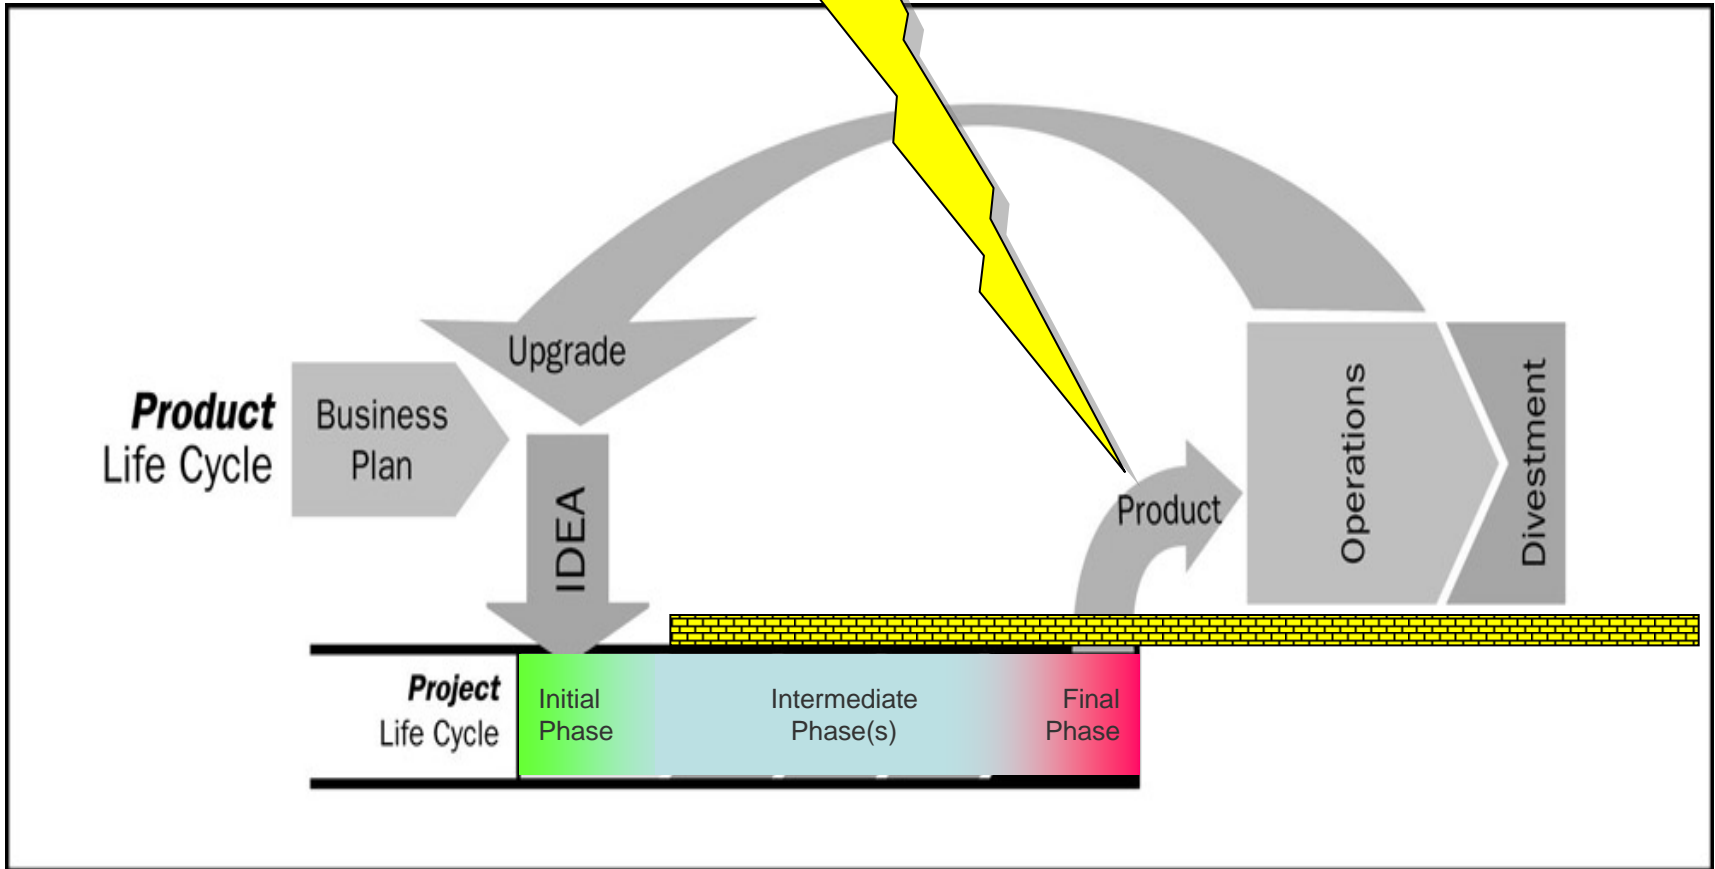 Upgrade
Product
Life Cycle
Business
Plan
IDEA
Product
Operations
Divestment
Project
Life Cycle
Initial
Phase
Intermediate
Phase(s)
Final
Phase